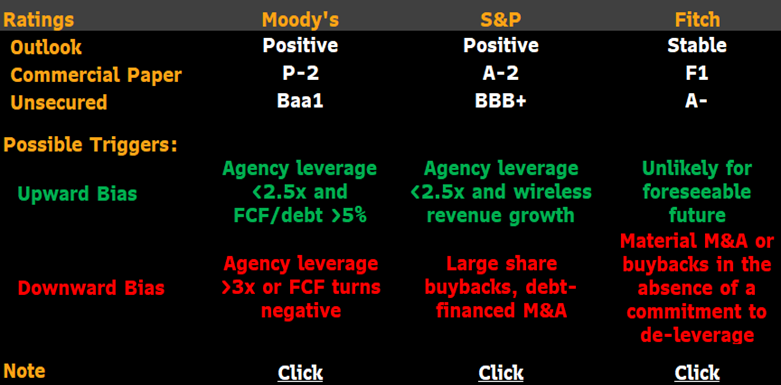 Ratings Moody's S&P Fitch
Outlook Positive Positive Stable
Commercial Paper P-2 A-2 F1
Unsecured Baa1 BBB+ A-
Possible Triggers:
Upward Bias
Agency leverage
<2.5x and
FCF/debt >5%
Agency leverage
<2.5x and wireless
revenue growth
Unlikely for
foreseeable
future
Downward Bias
Agency leverage
>3x or FCF turns
negative
Large share
buybacks, debt-
financed M&A
Material M&A or
buybacks in the
absence of a
commitment to
de-leverage
Note Click Click Click